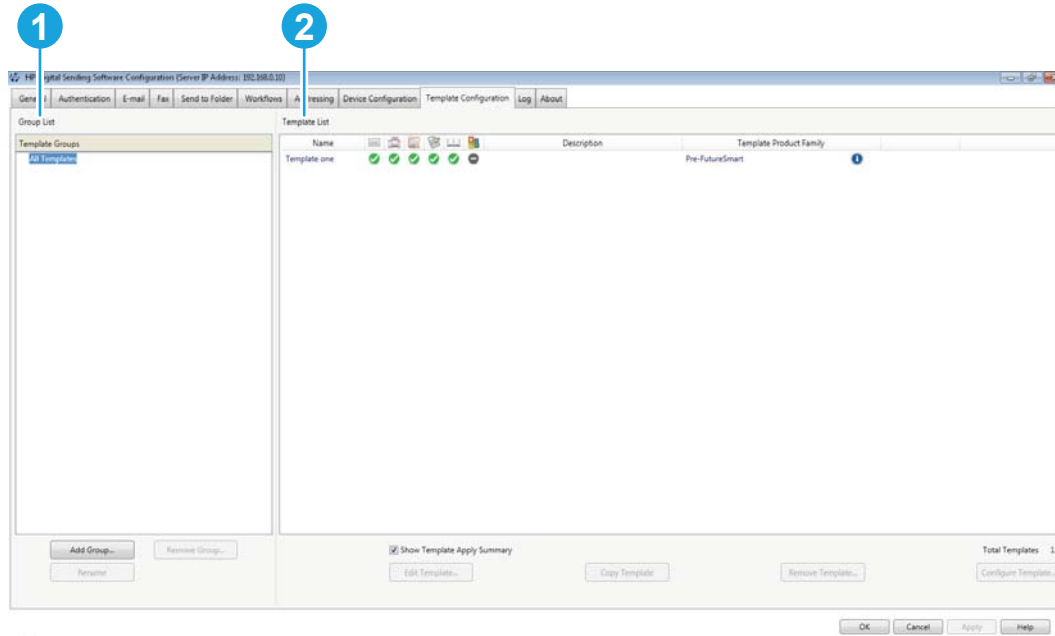 1 2
HP Digital Sending Software Configuration (Server IP Address: 192.168.0.10)
General Authentication E-mail Fax Send to Folder Workflows Addressing Device Configuration Template Configuration Log About
Group List
Template List
Template Groups
Name Description Template Product Family
All Templates
Template one Pre-FutureSmart
Add Group... Remove Group...
Rename
Show Template Apply Summary
Total Templates 1
Edit Template... Copy Template Remove Template... Configure Template...
OK Cancel Apply Help